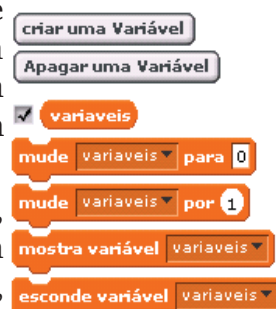 criar uma Variável
Apagar uma Variável
variaveis
mude variaveis para 0
mude variaveis por 1
mostra variável variaveis
esconde variável variaveis